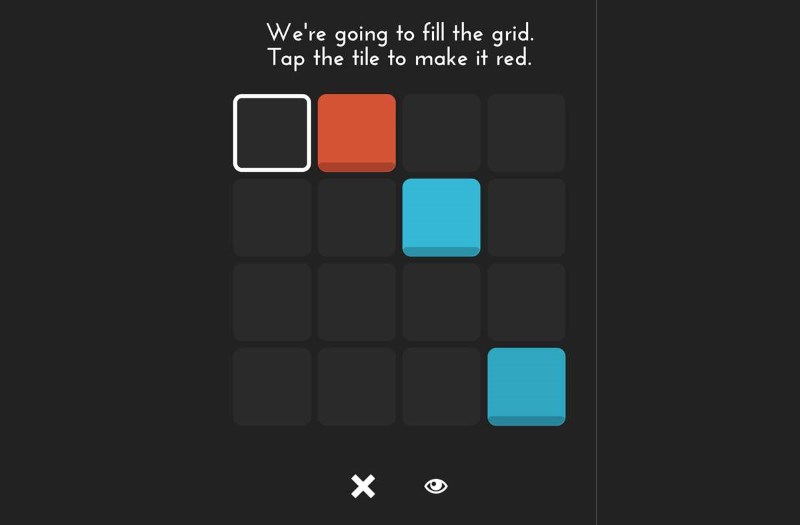 We're going to fill the grid.
Tap the tile to make it red.